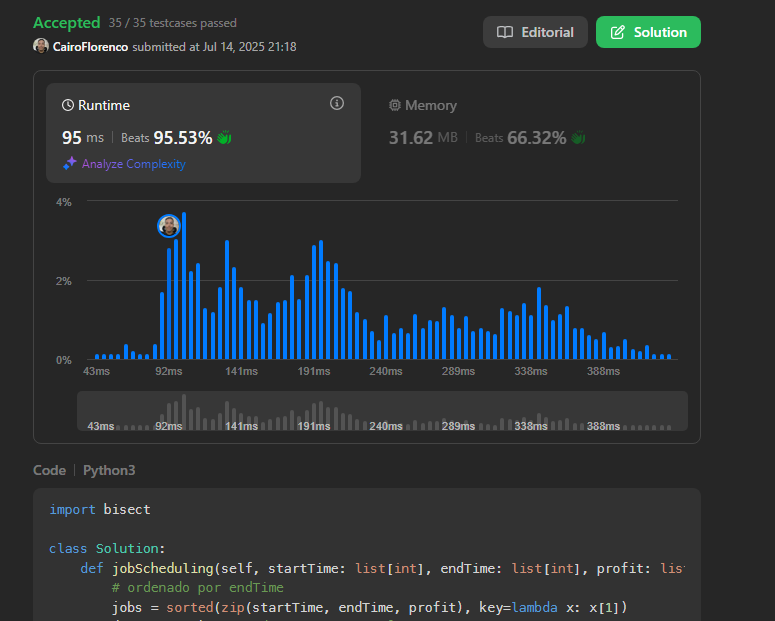 Accepted 35 / 35 testcases passed
CairoFlorenco submitted at Jul 14, 2025 21:18
Editorial
Solution
Runtime
95 ms Beats 95.53%
Analyze Complexity
Memory
31.62 MB Beats 66.32%
4%
2%
0%
43ms 92ms 141ms 191ms 240ms 289ms 338ms 388ms
43ms 92ms 141ms 191ms 240ms 289ms 338ms 388ms
Code Python3
import bisect
class Solution:
def jobScheduling(self, startTime: list[int], endTime: list[int], profit: lis
# ordenado por endTime
jobs = sorted(zip(startTime, endTime, profit), key=lambda x: x[1])